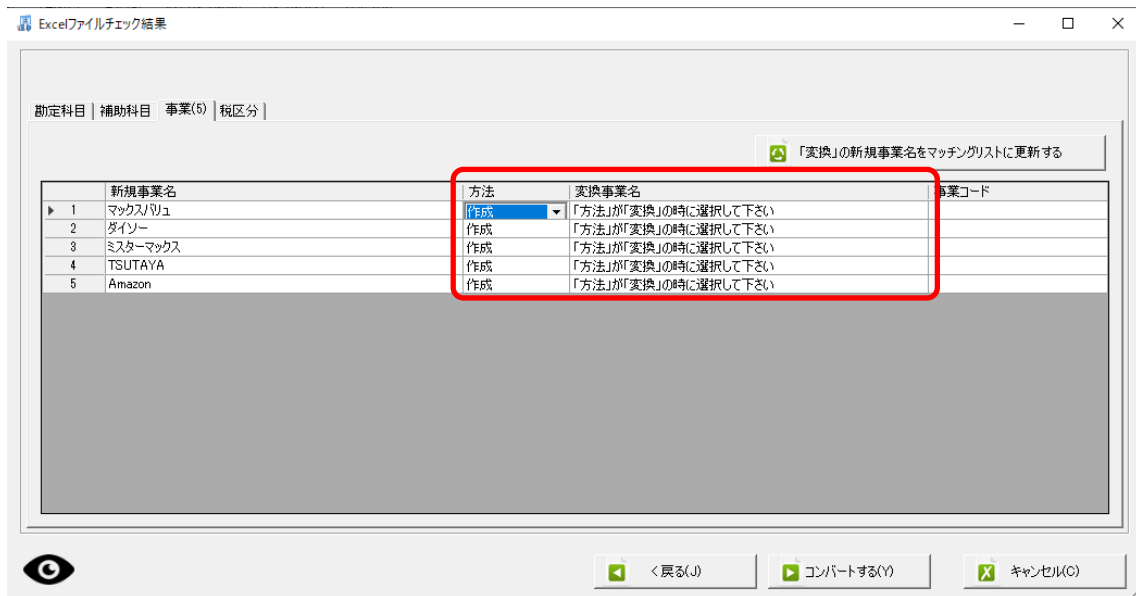 Excelファイルチェック結果
勘定科目 補助科目 事業(5) 税区分
「変換」の新規事業名をマッチングリストに更新する
新規事業名 方法 変換事業名 事業コード
1 マックスバリュ 作成 「方法」が「変換」の時に選択して下さい
2 ダイソー 作成 「方法」が「変換」の時に選択して下さい
3 ミスターマックス 作成 「方法」が「変換」の時に選択して下さい
4 TSUTAYA 作成 「方法」が「変換」の時に選択して下さい
5 Amazon 作成 「方法」が「変換」の時に選択して下さい
<戻る(J) コンバートする(Y) キャンセル(C)